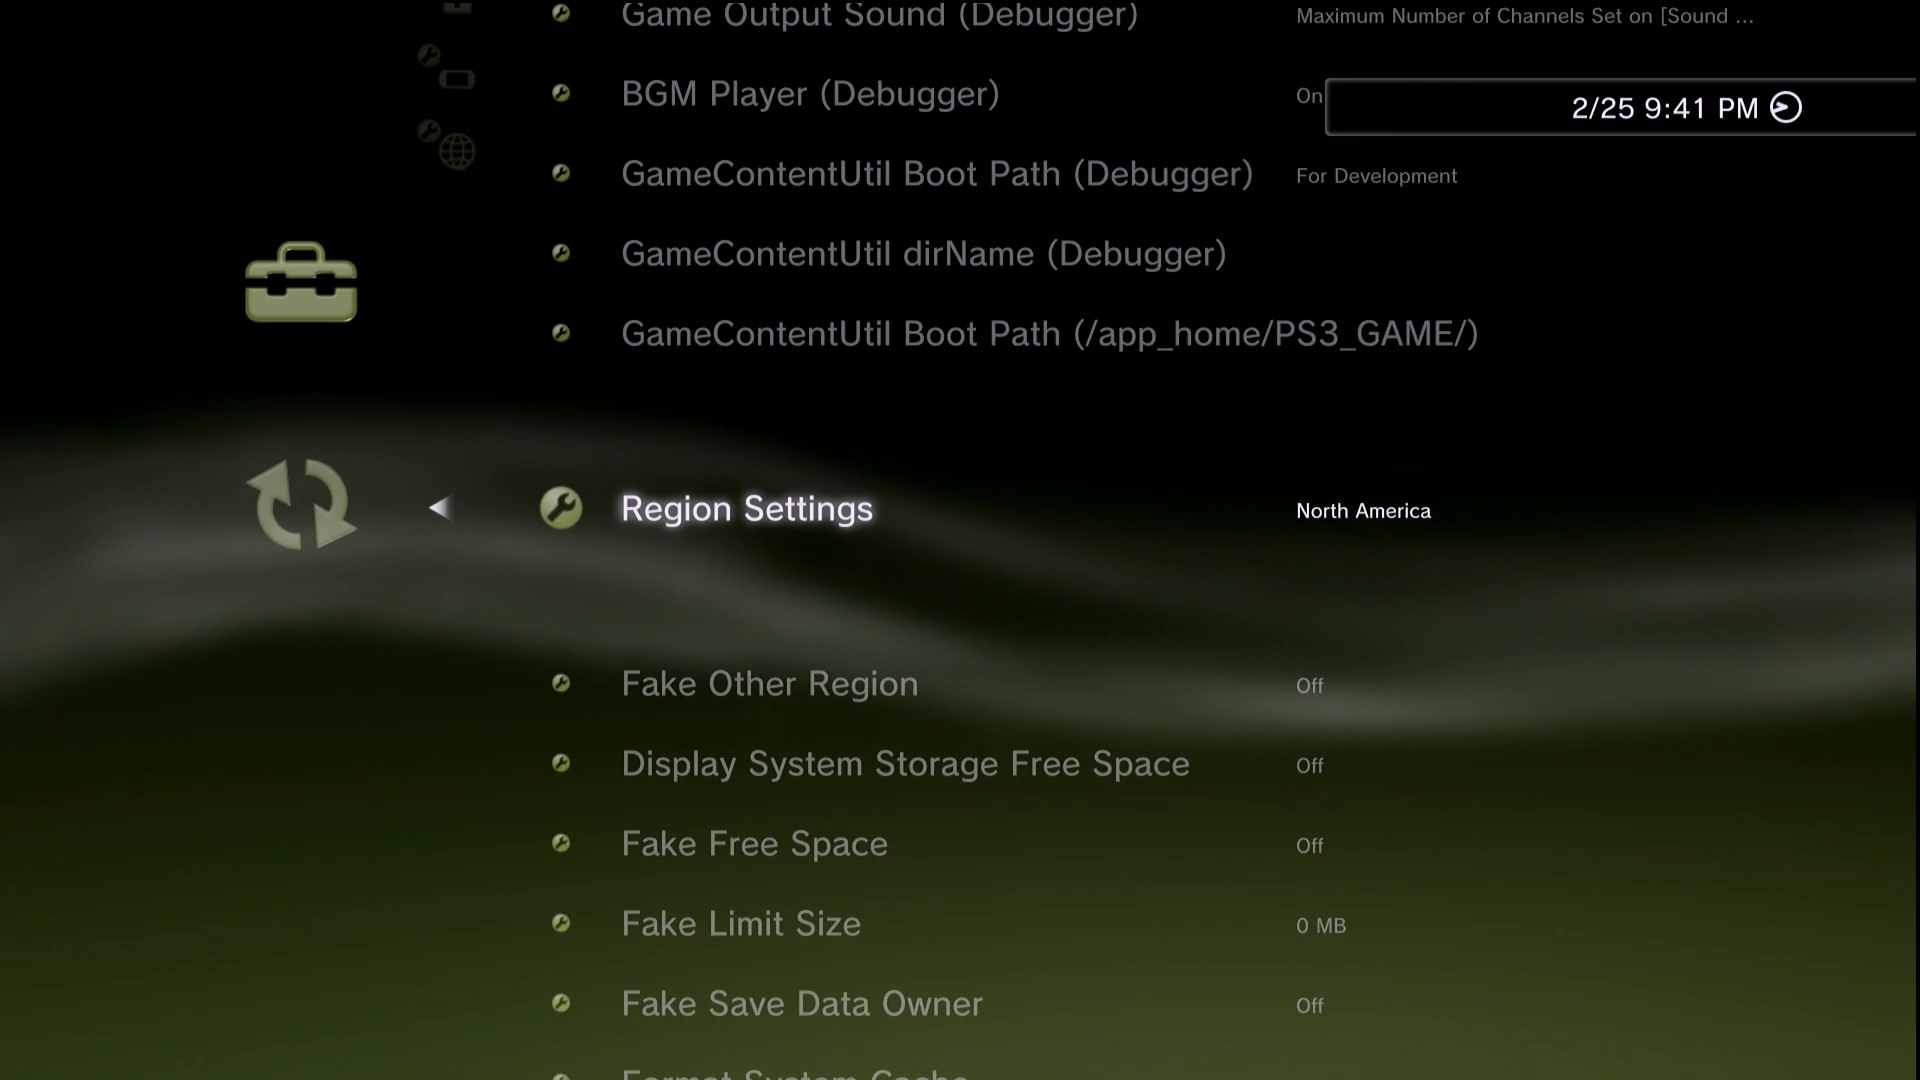 Game Output Sound (Debugger) Maximum Number of Channels Set on [Sound ...
BGM Player (Debugger) On
2/25 9:41 PM
GameContentUtil Boot Path (Debugger) For Development
GameContentUtil dirName (Debugger)
GameContentUtil Boot Path (/app_home/PS3_GAME/)
Region Settings North America
Fake Other Region Off
Display System Storage Free Space Off
Fake Free Space Off
Fake Limit Size 0 MB
Fake Save Data Owner Off
Format System Cache